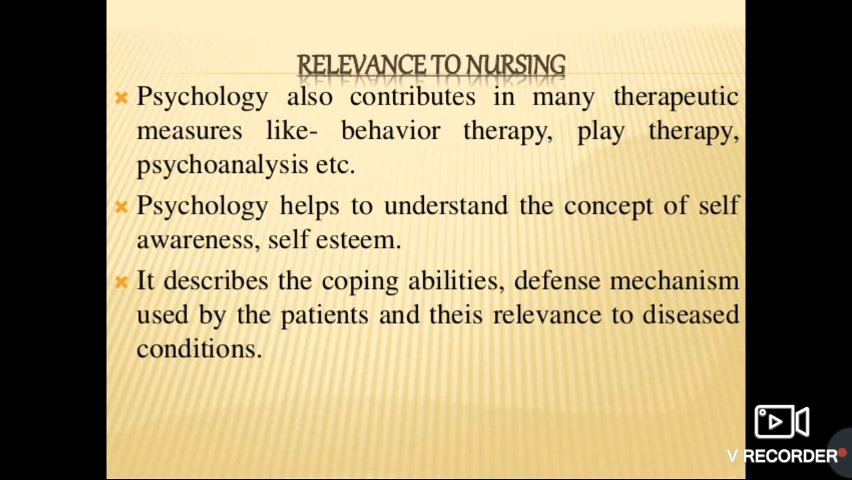 RELEVANCE TO NURSING
Psychology also contributes in many therapeutic
measures like- behavior therapy, play therapy,
psychoanalysis etc.
Psychology helps to understand the concept of self
awareness, self esteem.
It describes the coping abilities, defense mechanism
used by the patients and theis relevance to diseased
conditions.
V RECORDER